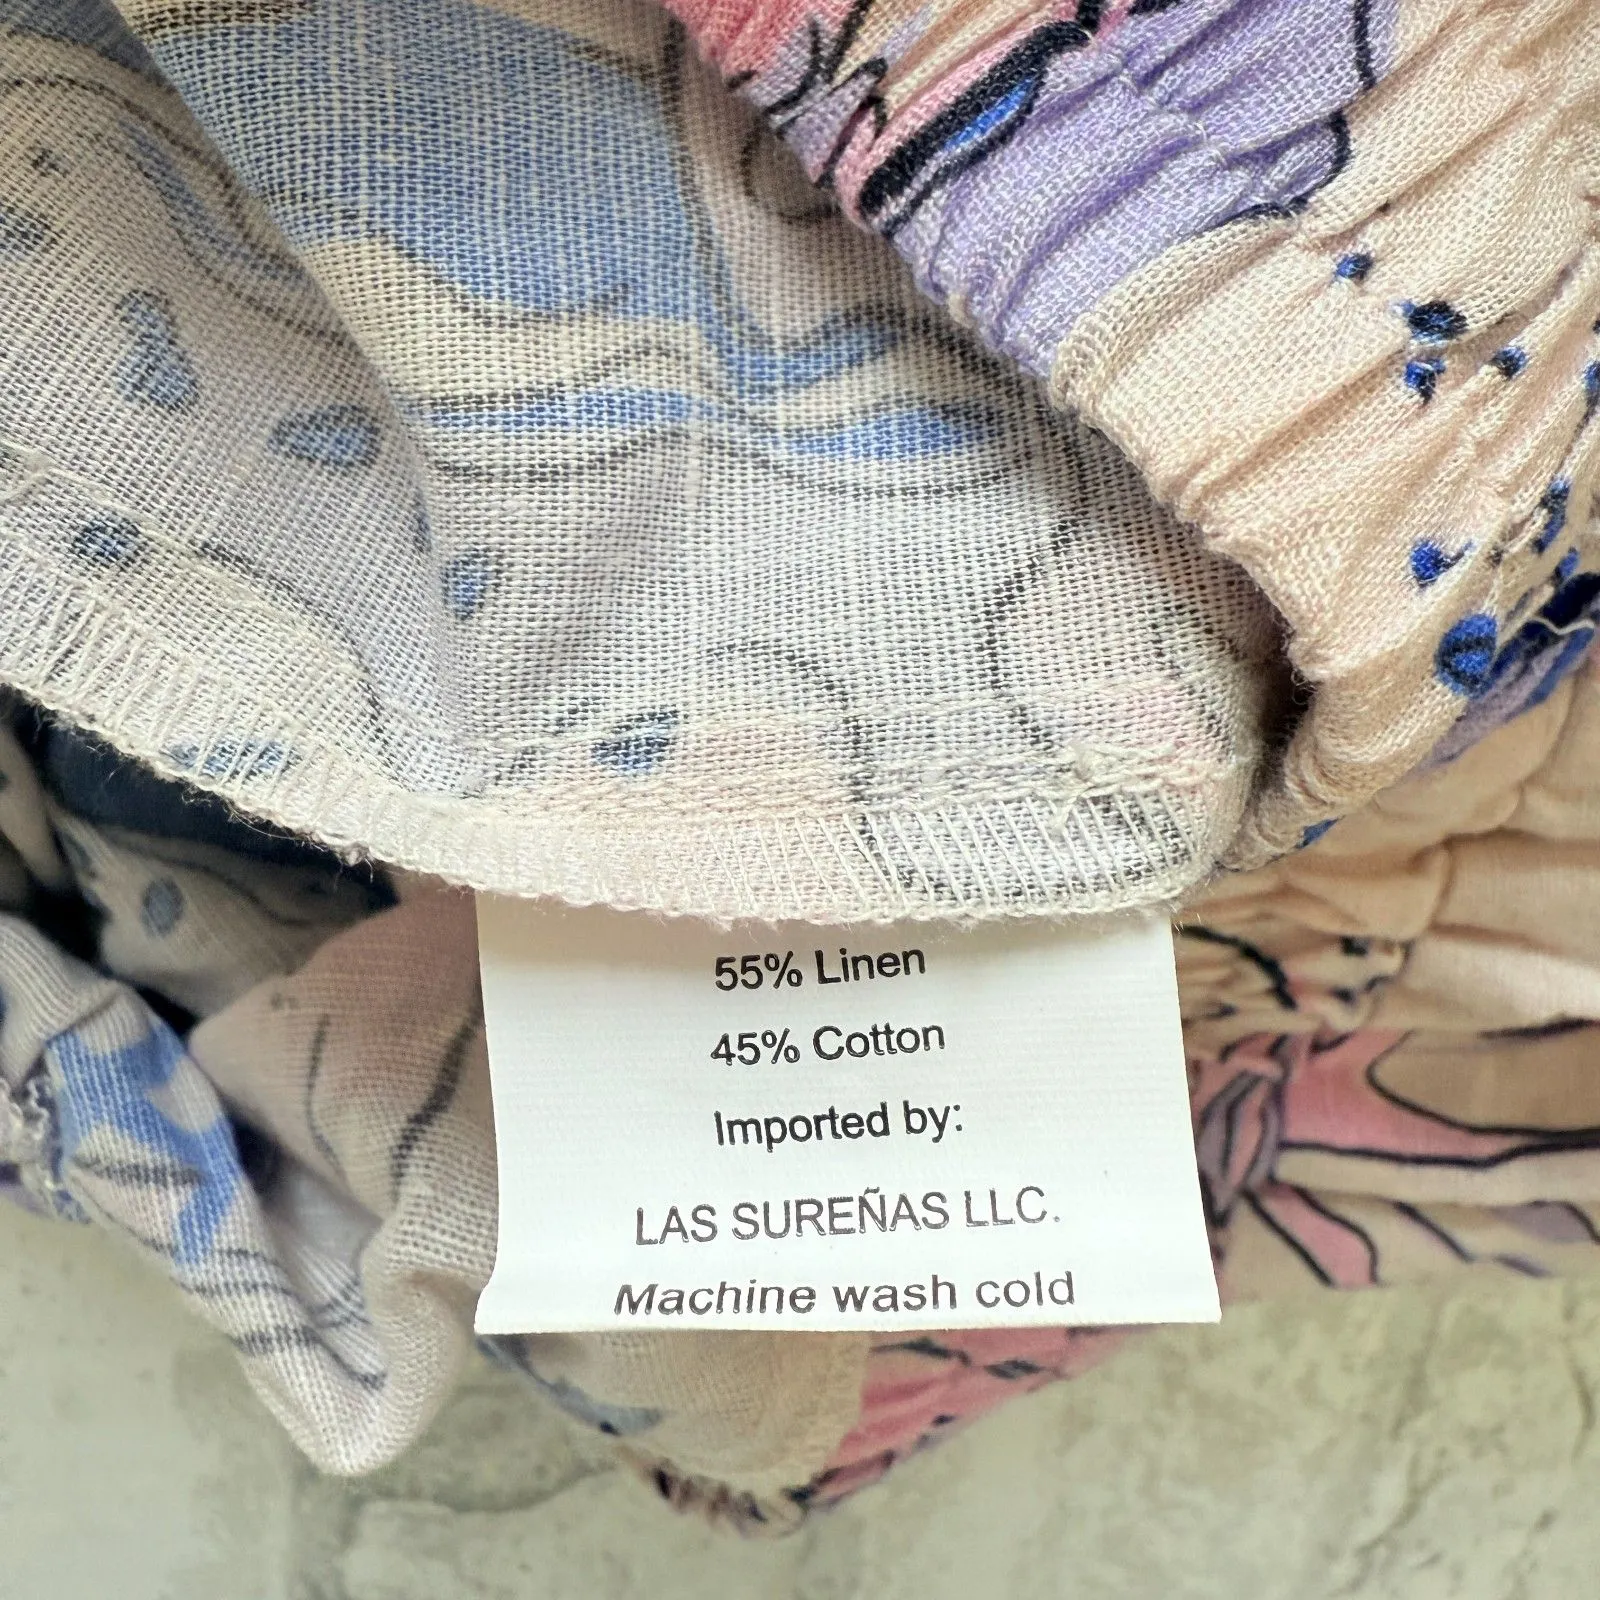 55% Linen
45% Cotton
Imported by:
LAS SUREÑAS LLC.
Machine wash cold